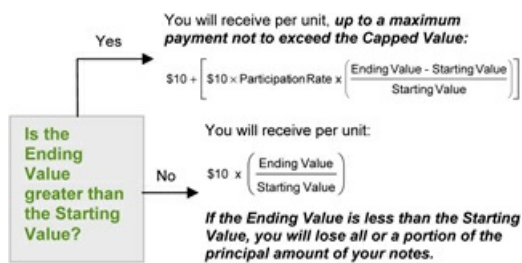 You will receive per unit, up to a maximum
payment not to exceed the Capped Value:
Yes
$10 + [ $10 × Participation Rate x ( Ending Value - Starting Value / Starting Value ) ]
Is the
Ending
Value
greater than
the Starting
Value?
No
You will receive per unit:
$10 x ( Ending Value / Starting Value )
If the Ending Value is less than the Starting
Value, you will lose all or a portion of the
principal amount of your notes.